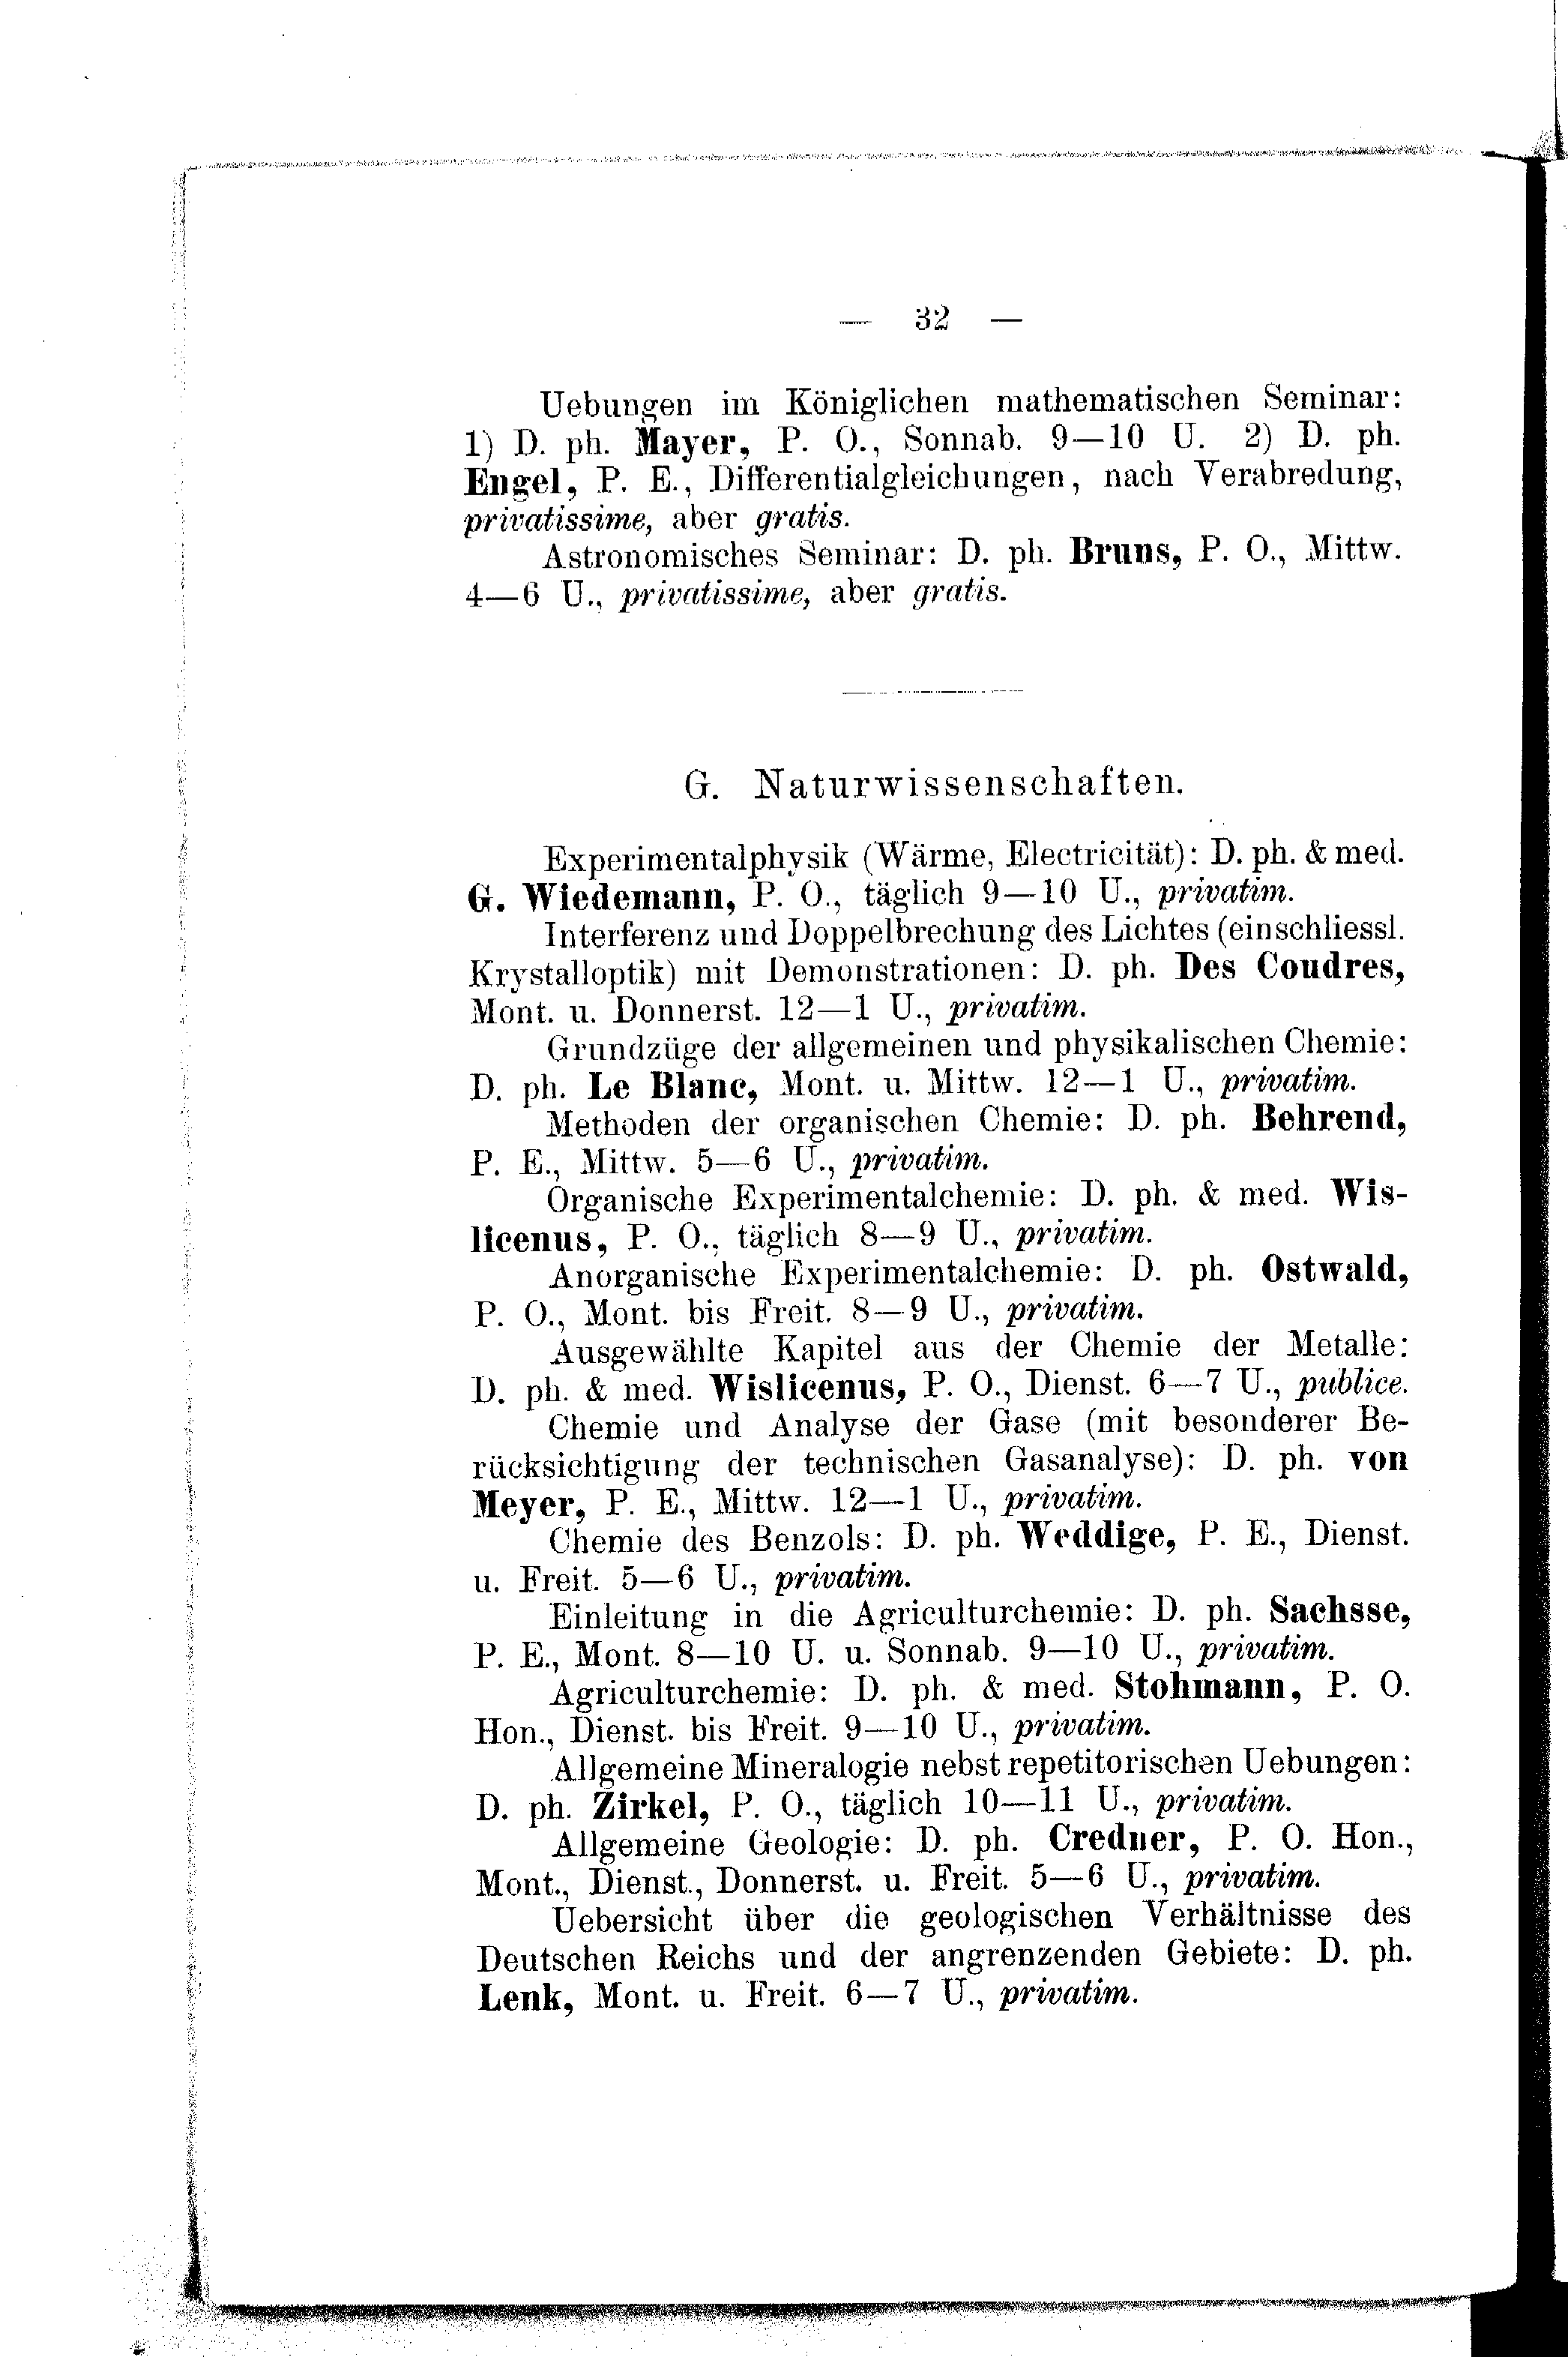 — 32 —
Uebungen im Königlichen mathematischen Seminar:
1) D. ph. Mayer, P. O., Sonnab. 9—10 U. 2) D. ph.
Engel, P. E., Differentialgleichungen, nach Verabredung,
privatissime, aber gratis.
Astronomisches Seminar: D. ph. Bruns, P. O., Mittw.
4—6 U., privatissime, aber gratis.
G. Naturwissenschaften.
Experimentalphysik (Wärme, Electricität): D. ph. & med.
G. Wiedemann, P. O., täglich 9—10 U., privatim.
Interferenz und Doppelbrechung des Lichtes (einschliessl.
Krystalloptik) mit Demonstrationen: D. ph. Des Coudres,
Mont. u. Donnerst. 12—1 U., privatim.
Grundzüge der allgemeinen und physikalischen Chemie:
D. ph. Le Blanc, Mont. u. Mittw. 12—1 U., privatim.
Methoden der organischen Chemie: D. ph. Behrend,
P. E., Mittw. 5—6 U., privatim.
Organische Experimentalchemie: D. ph. & med. Wis-
licenus, P. O., täglich 8—9 U., privatim.
Anorganische Experimentalchemie: D. ph. Ostwald,
P. O., Mont. bis Freit. 8—9 U., privatim.
Ausgewählte Kapitel aus der Chemie der Metalle:
D. ph. & med. Wislicenus, P. O., Dienst. 6—7 U., publice.
Chemie und Analyse der Gase (mit besonderer Be-
rücksichtigung der technischen Gasanalyse): D. ph. von
Meyer, P. E., Mittw. 12—1 U., privatim.
Chemie des Benzols: D. ph. Weddige, P. E., Dienst.
u. Freit. 5—6 U., privatim.
Einleitung in die Agriculturchemie: D. ph. Sachsse,
P. E., Mont. 8—10 U. u. Sonnab. 9—10 U., privatim.
Agriculturchemie: D. ph. & med. Stohmann, P. O.
Hon., Dienst. bis Freit. 9—10 U., privatim.
Allgemeine Mineralogie nebst repetitorischen Uebungen:
D. ph. Zirkel, P. O., täglich 10—11 U., privatim.
Allgemeine Geologie: D. ph. Credner, P. O. Hon.,
Mont., Dienst., Donnerst. u. Freit. 5—6 U., privatim.
Uebersicht über die geologischen Verhältnisse des
Deutschen Reichs und der angrenzenden Gebiete: D. ph.
Lenk, Mont. u. Freit. 6—7 U., privatim.